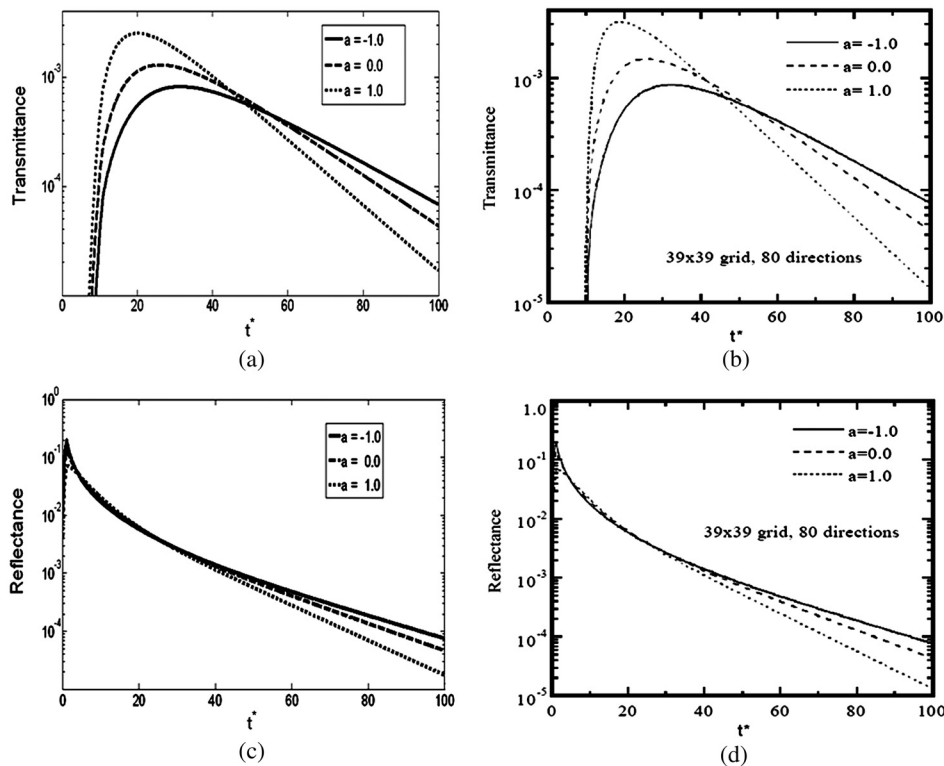 10^-3
10^-4
Transmittance
a = -1.0
a = 0.0
a = 1.0
0 20 40 60 80 100
t*
(a)
10^-3
10^-4
10^-5
Transmittance
a= -1.0
a= 0.0
a= 1.0
39x39 grid, 80 directions
0 20 40 60 80 100
t*
(b)
10^0
10^-1
10^-2
10^-3
10^-4
Reflectance
a = -1.0
a = 0.0
a = 1.0
0 20 40 60 80 100
t*
(c)
1.0
10^-1
10^-2
10^-3
10^-4
10^-5
Reflectance
a=-1.0
a=0.0
a=1.0
39x39 grid, 80 directions
0 20 40 60 80 100
t*
(d)